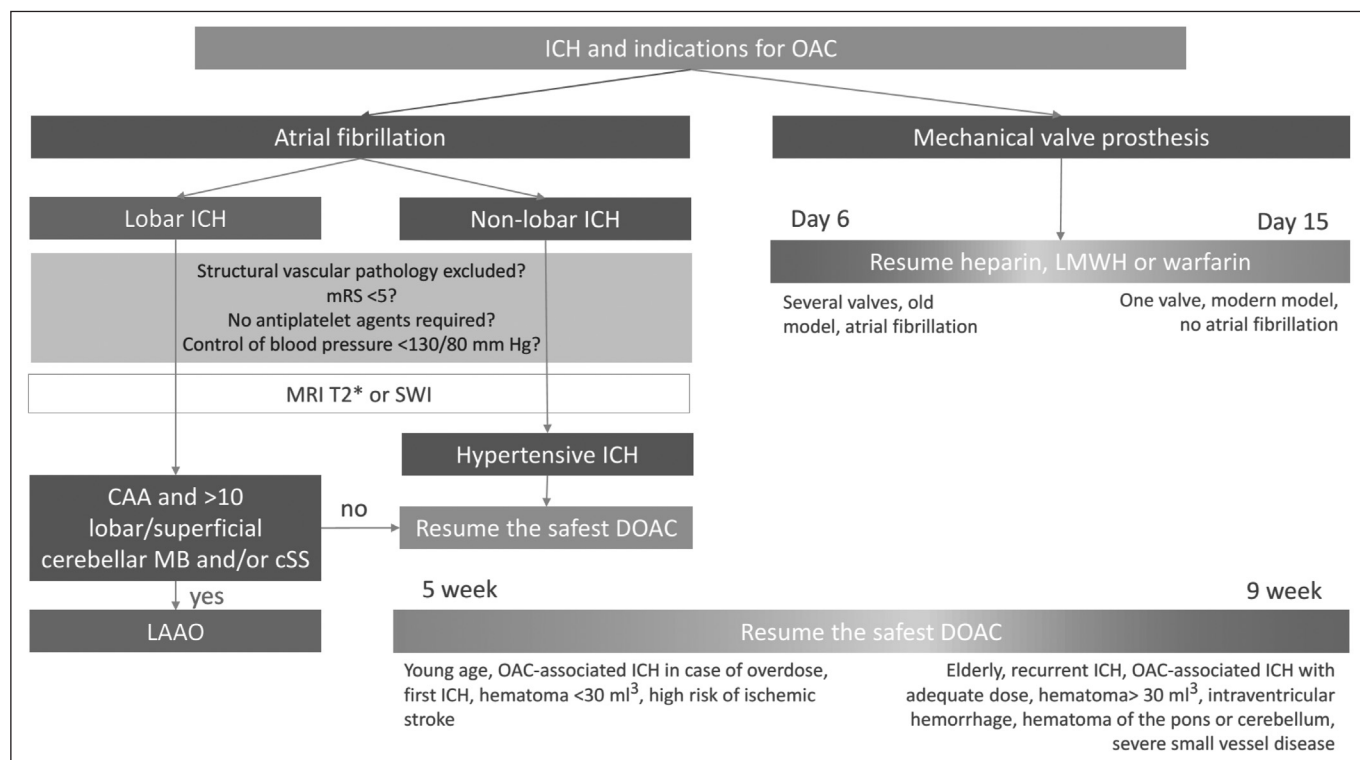 ICH and indications for OAC
Atrial fibrillation
Mechanical valve prosthesis
Lobar ICH
Non-lobar ICH
Day 6
Day 15
Resume heparin, LMWH or warfarin
Several valves, old
model, atrial fibrillation
One valve, modern model,
no atrial fibrillation
Structural vascular pathology excluded?
mRS <5?
No antiplatelet agents required?
Control of blood pressure <130/80 mm Hg?
MRI T2* or SWI
Hypertensive ICH
CAA and >10
lobar/superficial
cerebellar MB and/or cSS
no
Resume the safest DOAC
yes
LAAO
5 week
9 week
Resume the safest DOAC
Young age, OAC-associated ICH in case of overdose,
first ICH, hematoma <30 ml³, high risk of ischemic
stroke
Elderly, recurrent ICH, OAC-associated ICH with
adequate dose, hematoma> 30 ml³, intraventricular
hemorrhage, hematoma of the pons or cerebellum,
severe small vessel disease